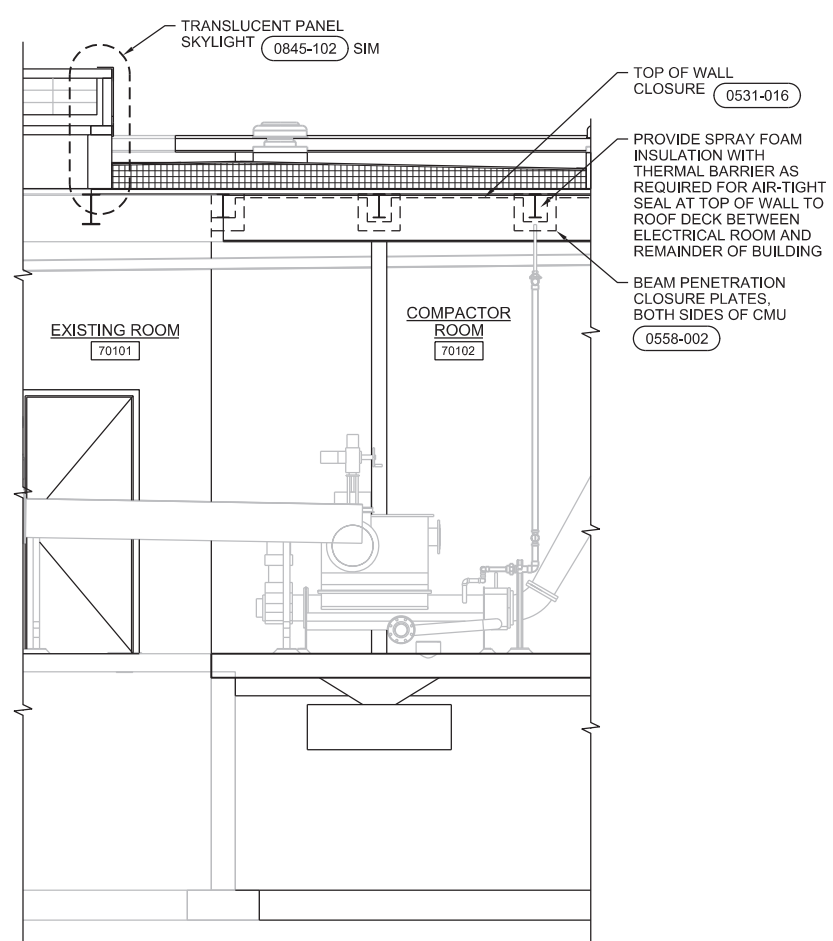 TRANSLUCENT PANEL
SKYLIGHT 0845-102 SIM
TOP OF WALL
CLOSURE 0531-016
PROVIDE SPRAY FOAM
INSULATION WITH
THERMAL BARRIER AS
REQUIRED FOR AIR-TIGHT
SEAL AT TOP OF WALL TO
ROOF DECK BETWEEN
ELECTRICAL ROOM AND
REMAINDER OF BUILDING
BEAM PENETRATION
CLOSURE PLATES,
BOTH SIDES OF CMU
0558-002
EXISTING ROOM
70101
COMPACTOR
ROOM
70102